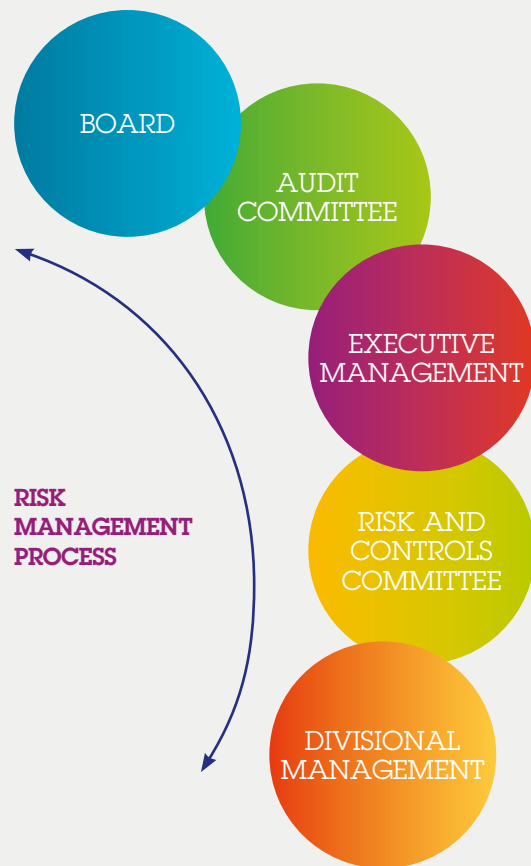 BOARD
AUDIT
COMMITTEE
EXECUTIVE
MANAGEMENT
RISK
MANAGEMENT
PROCESS
RISK AND
CONTROLS
COMMITTEE
DIVISIONAL
MANAGEMENT